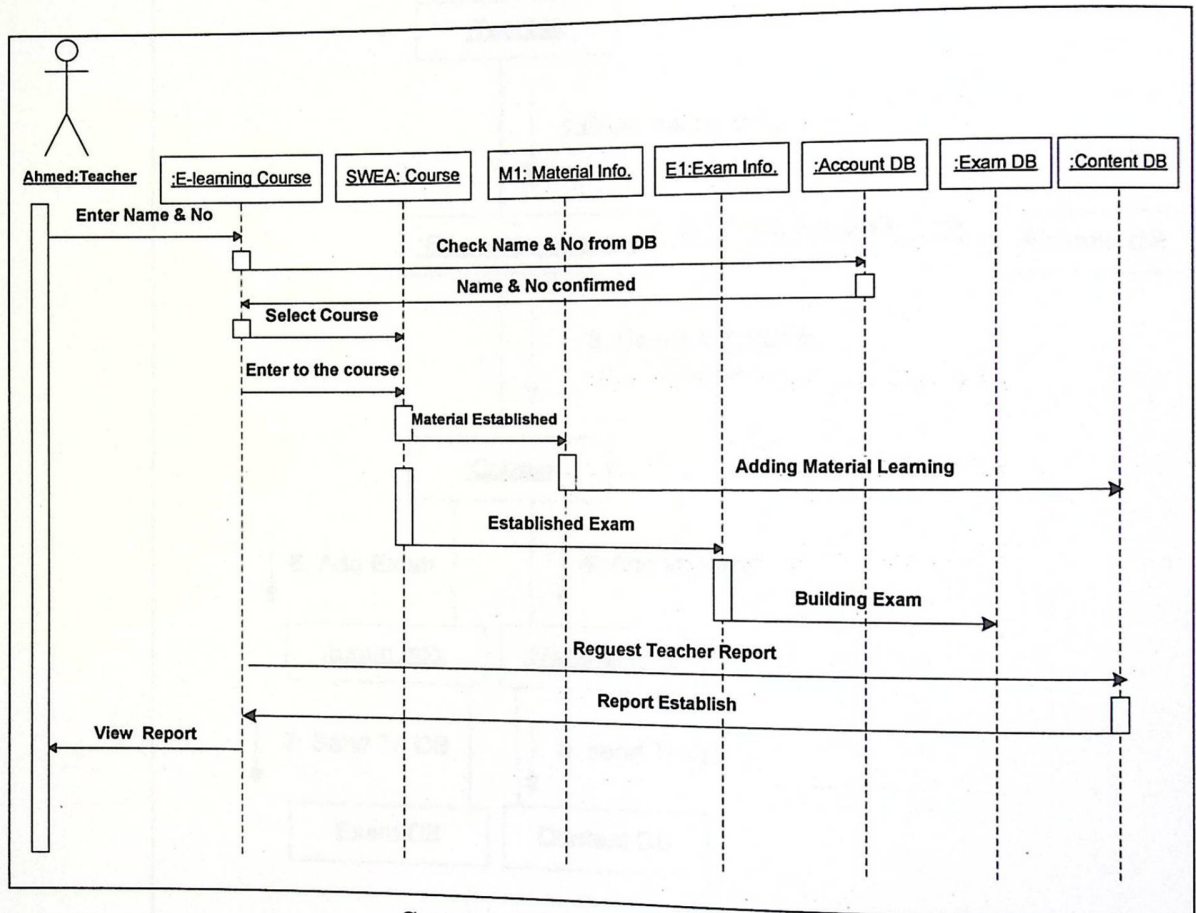 Ahmed:Teacher
:E-learning Course
SWEA: Course
M1: Material Info.
E1:Exam Info.
:Account DB
:Exam DB
:Content DB
Enter Name & No
Check Name & No from DB
Name & No confirmed
Select Course
Enter to the course
Material Established
Adding Material Learning
Established Exam
Building Exam
Reguest Teacher Report
Report Establish
View Report